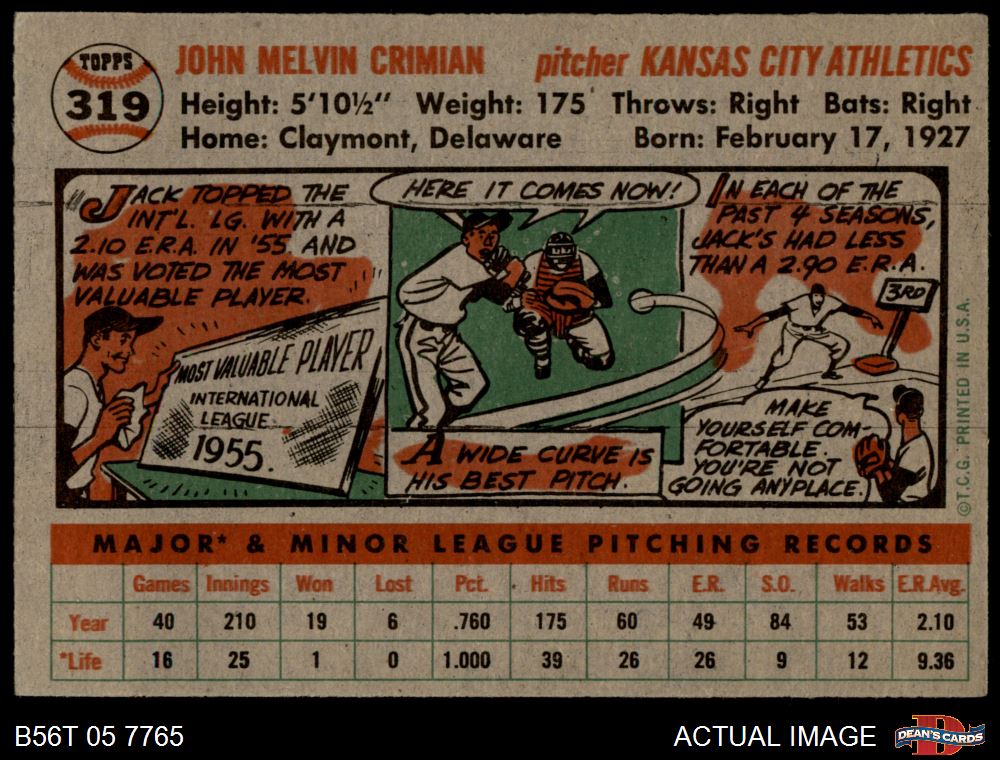 TOPPS
319
JOHN MELVIN CRIMIAN
pitcher KANSAS CITY ATHLETICS
Height: 5'10½" Weight: 175 Throws: Right Bats: Right
Home: Claymont, Delaware Born: February 17, 1927
JACK TOPPED THE
INT'L. LG. WITH A
2.10 E.R.A. IN '55 AND
WAS VOTED THE MOST
VALUABLE PLAYER.
MOST VALUABLE PLAYER
INTERNATIONAL
LEAGUE
1955.
HERE IT COMES NOW!
A WIDE CURVE IS
HIS BEST PITCH.
IN EACH OF THE
PAST 4 SEASONS,
JACK'S HAD LESS
THAN A 2.90 E.R.A.
3RD
MAKE
YOURSELF COM-
FORTABLE.
YOU'RE NOT
GOING ANYPLACE.
©T.C.G. PRINTED IN U.S.A.
MAJOR* & MINOR LEAGUE PITCHING RECORDS
Games Innings Won Lost Pct. Hits Runs E.R. S.O. Walks E.R.Avg.
Year 40 210 19 6 .760 175 60 49 84 53 2.10
*Life 16 25 1 0 1.000 39 26 26 9 12 9.36
B56T 05 7765
ACTUAL IMAGE
DEAN'S CARDS